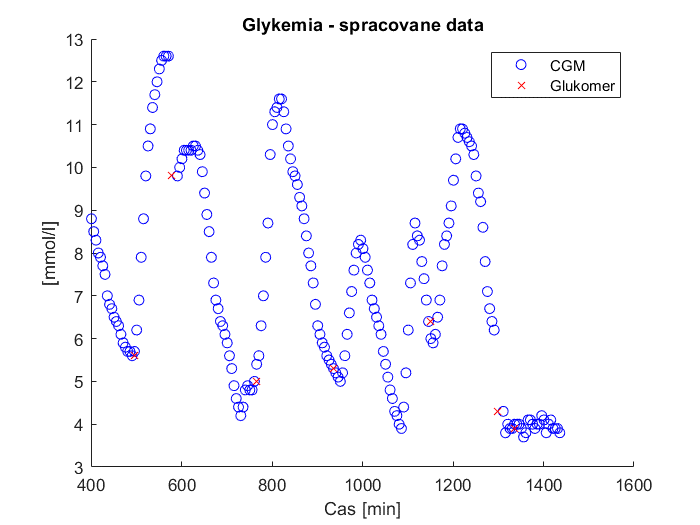 Glykemia - spracovane data
CGM
Glukomer
[mmol/l]
13
12
11
10
9
8
7
6
5
4
3
400 600 800 1000 1200 1400 1600
Cas [min]